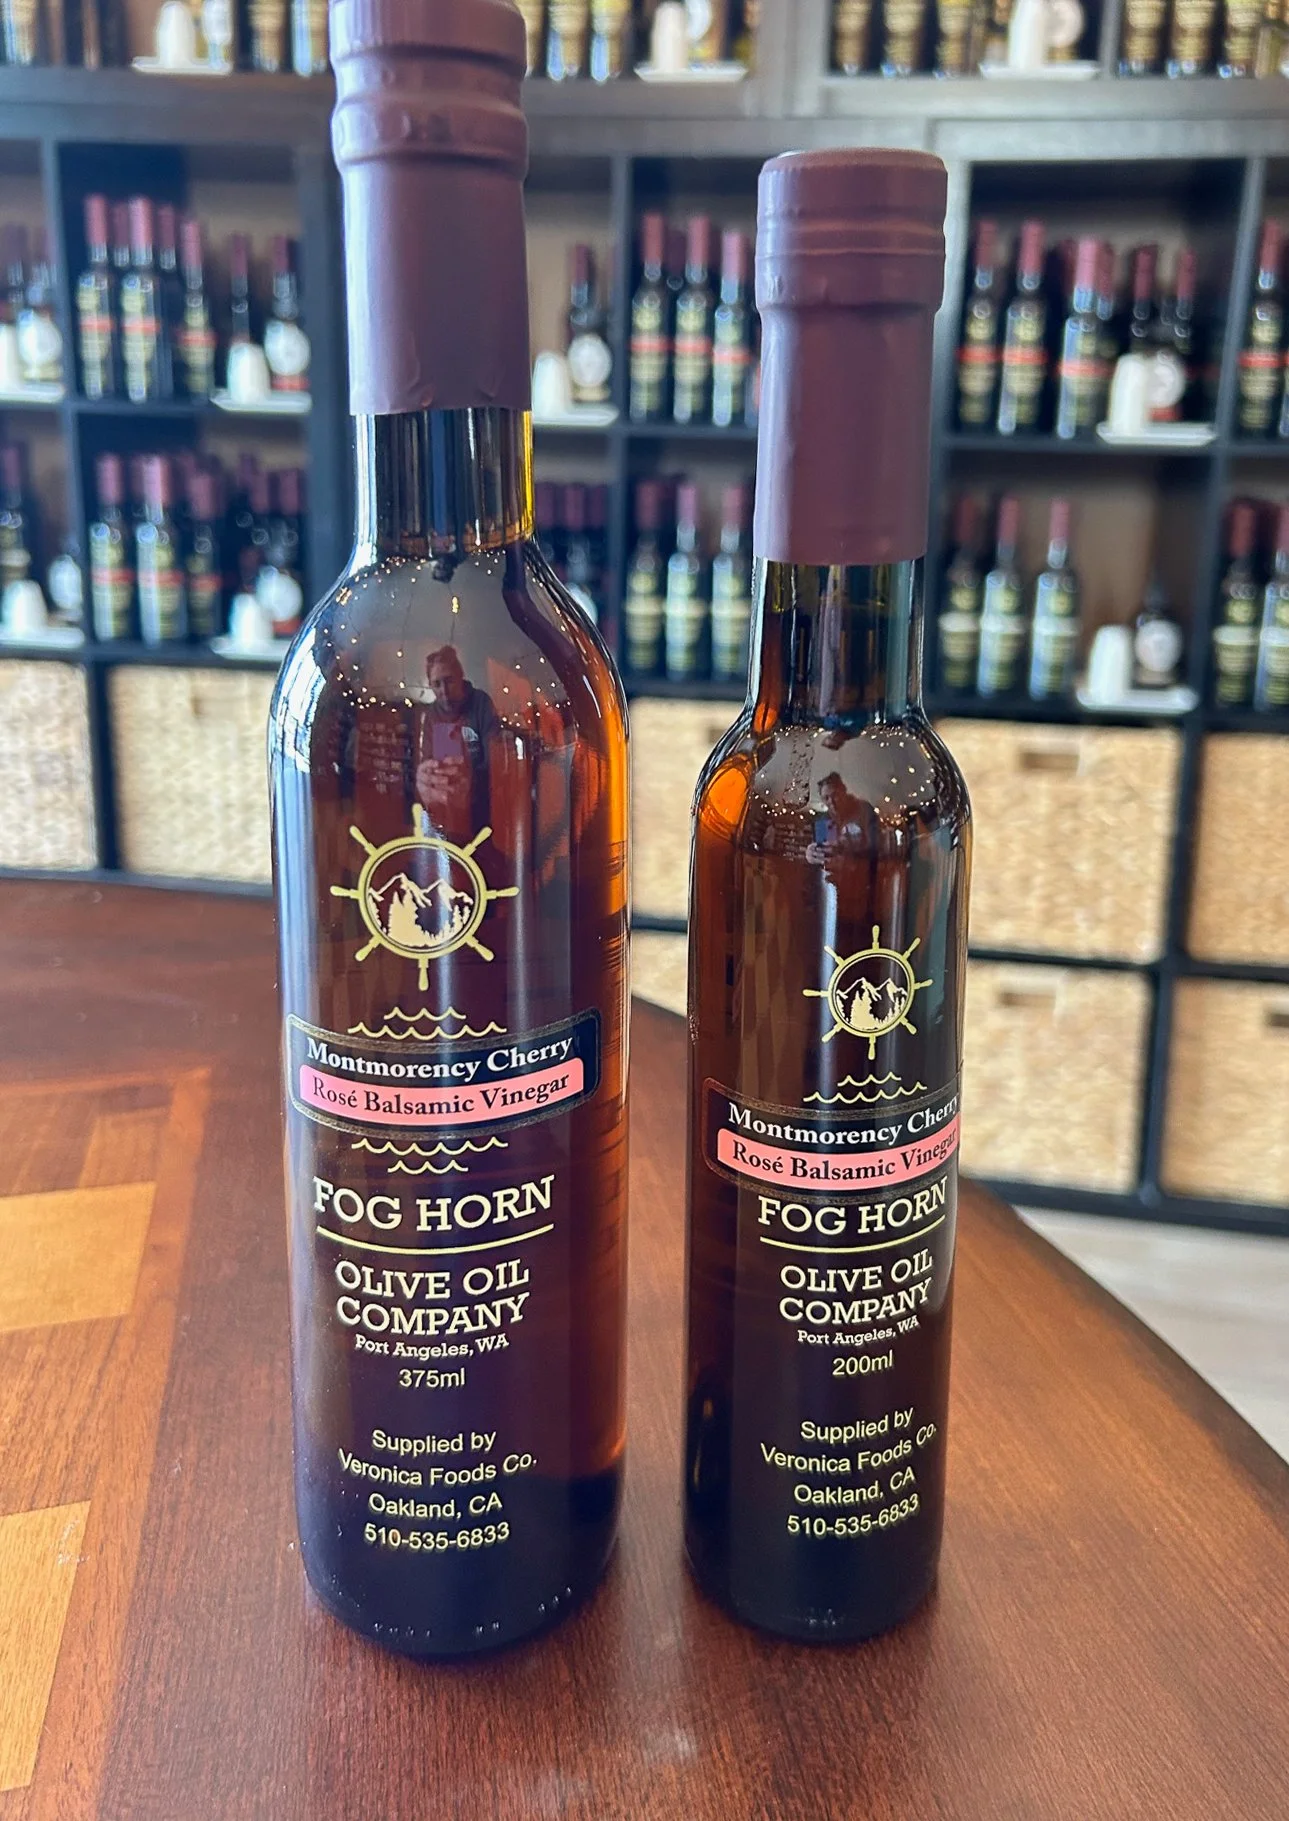 Montmorency Cherry
Rosé Balsamic Vinegar
FOG HORN
OLIVE OIL
COMPANY
Port Angeles, WA
375ml
Supplied by
Veronica Foods Co.
Oakland, CA
510-535-6833
Montmorency Cherry
Rosé Balsamic Vinegar
FOG HORN
OLIVE OIL
COMPANY
Port Angeles, WA
200ml
Supplied by
Veronica Foods Co.
Oakland, CA
510-535-6833